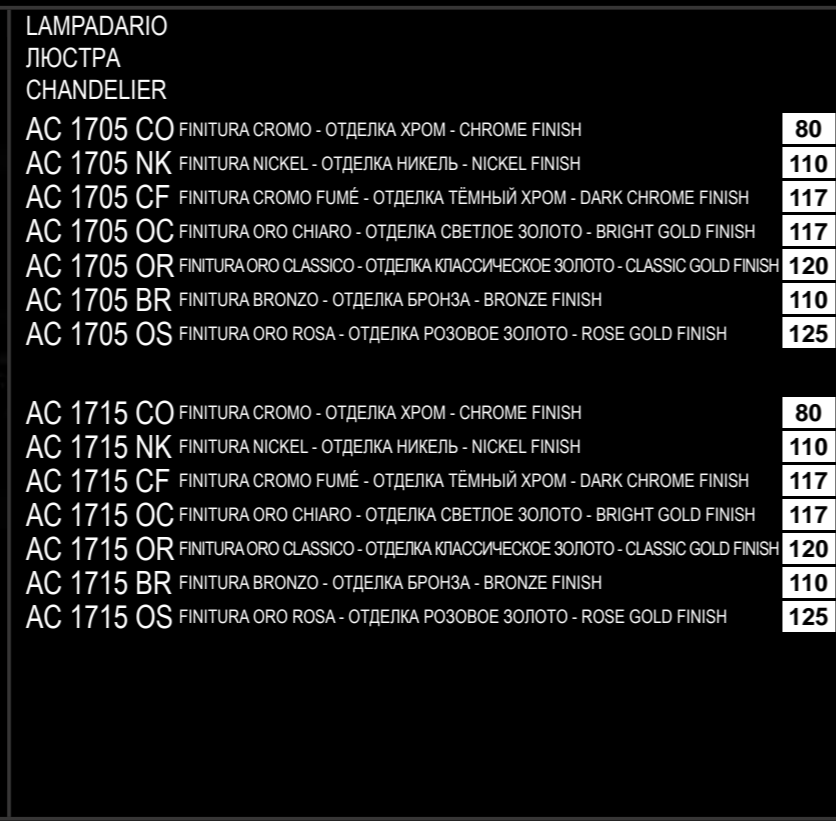 LAMPADARIO
ЛЮСТРА
CHANDELIER
AC 1705 CO FINITURA CROMO - ОТДЕЛКА ХРОМ - CHROME FINISH 80
AC 1705 NK FINITURA NICKEL - ОТДЕЛКА НИКЕЛЬ - NICKEL FINISH 110
AC 1705 CF FINITURA CROMO FUMÉ - ОТДЕЛКА ТЁМНЫЙ ХРОМ - DARK CHROME FINISH 117
AC 1705 OC FINITURA ORO CHIARO - ОТДЕЛКА СВЕТЛОЕ ЗОЛОТО - BRIGHT GOLD FINISH 117
AC 1705 OR FINITURA ORO CLASSICO - ОТДЕЛКА КЛАССИЧЕСКОЕ ЗОЛОТО - CLASSIC GOLD FINISH 120
AC 1705 BR FINITURA BRONZO - ОТДЕЛКА БРОНЗА - BRONZE FINISH 110
AC 1705 OS FINITURA ORO ROSA - ОТДЕЛКА РОЗОВОЕ ЗОЛОТО - ROSE GOLD FINISH 125
AC 1715 CO FINITURA CROMO - ОТДЕЛКА ХРОМ - CHROME FINISH 80
AC 1715 NK FINITURA NICKEL - ОТДЕЛКА НИКЕЛЬ - NICKEL FINISH 110
AC 1715 CF FINITURA CROMO FUMÉ - ОТДЕЛКА ТЁМНЫЙ ХРОМ - DARK CHROME FINISH 117
AC 1715 OC FINITURA ORO CHIARO - ОТДЕЛКА СВЕТЛОЕ ЗОЛОТО - BRIGHT GOLD FINISH 117
AC 1715 OR FINITURA ORO CLASSICO - ОТДЕЛКА КЛАССИЧЕСКОЕ ЗОЛОТО - CLASSIC GOLD FINISH 120
AC 1715 BR FINITURA BRONZO - ОТДЕЛКА БРОНЗА - BRONZE FINISH 110
AC 1715 OS FINITURA ORO ROSA - ОТДЕЛКА РОЗОВОЕ ЗОЛОТО - ROSE GOLD FINISH 125